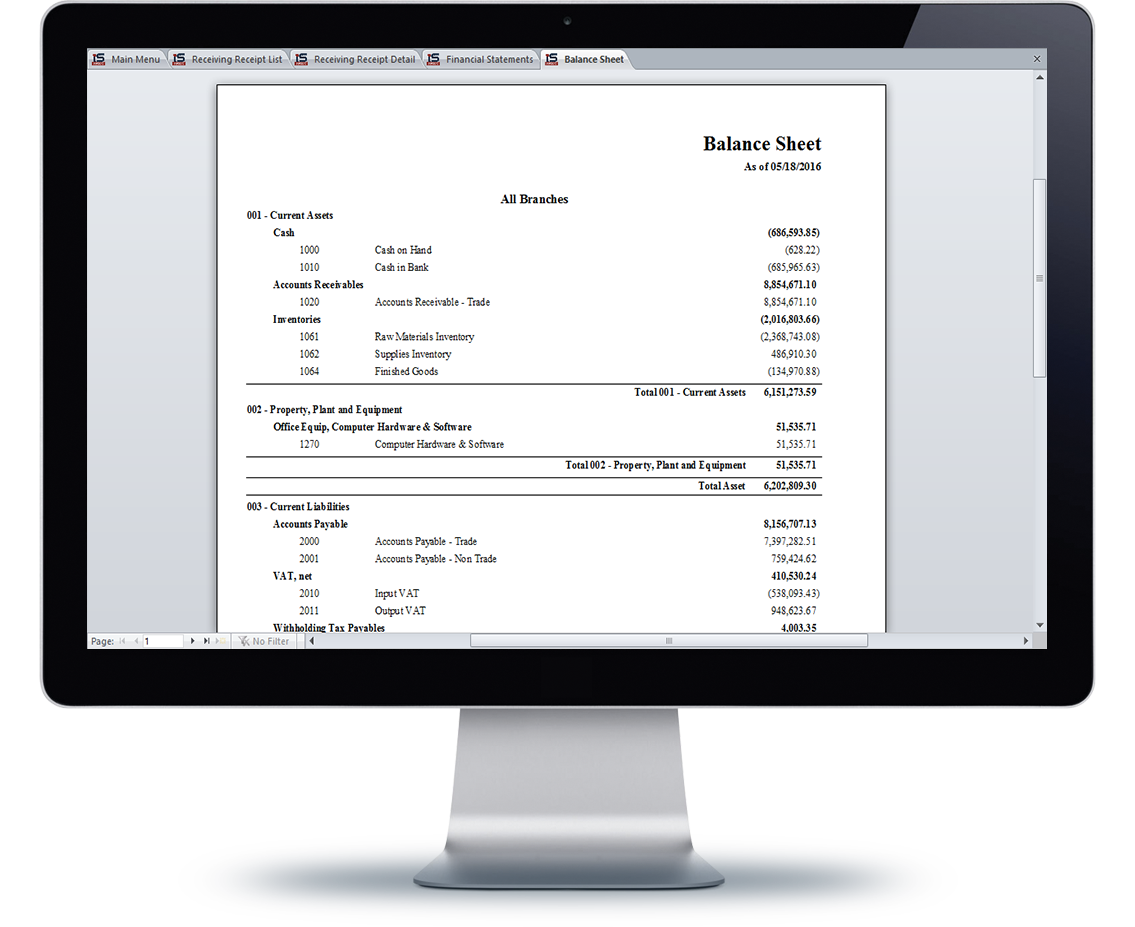 Main Menu Receiving Receipt List Receiving Receipt Detail Financial Statements Balance Sheet
Balance Sheet
As of 05/18/2016
All Branches
001 - Current Assets
Cash (686,593.85)
1000 Cash on Hand (628.22)
1010 Cash in Bank (685,965.63)
Accounts Receivables 8,854,671.10
1020 Accounts Receivable - Trade 8,854,671.10
Inventories (2,016,803.66)
1061 Raw Materials Inventory (2,368,743.08)
1062 Supplies Inventory 486,910.30
1064 Finished Goods (134,970.88)
Total 001 - Current Assets 6,151,273.59
002 - Property, Plant and Equipment
Office Equip, Computer Hardware & Software 51,535.71
1270 Computer Hardware & Software 51,535.71
Total 002 - Property, Plant and Equipment 51,535.71
Total Asset 6,202,809.30
003 - Current Liabilities
Accounts Payable 8,156,707.13
2000 Accounts Payable - Trade 7,397,282.51
2001 Accounts Payable - Non Trade 759,424.62
VAT, net 410,530.24
2010 Input VAT (538,093.43)
2011 Output VAT 948,623.67
Withholding Tax Payables 4,003.35
Page: 1 No Filter